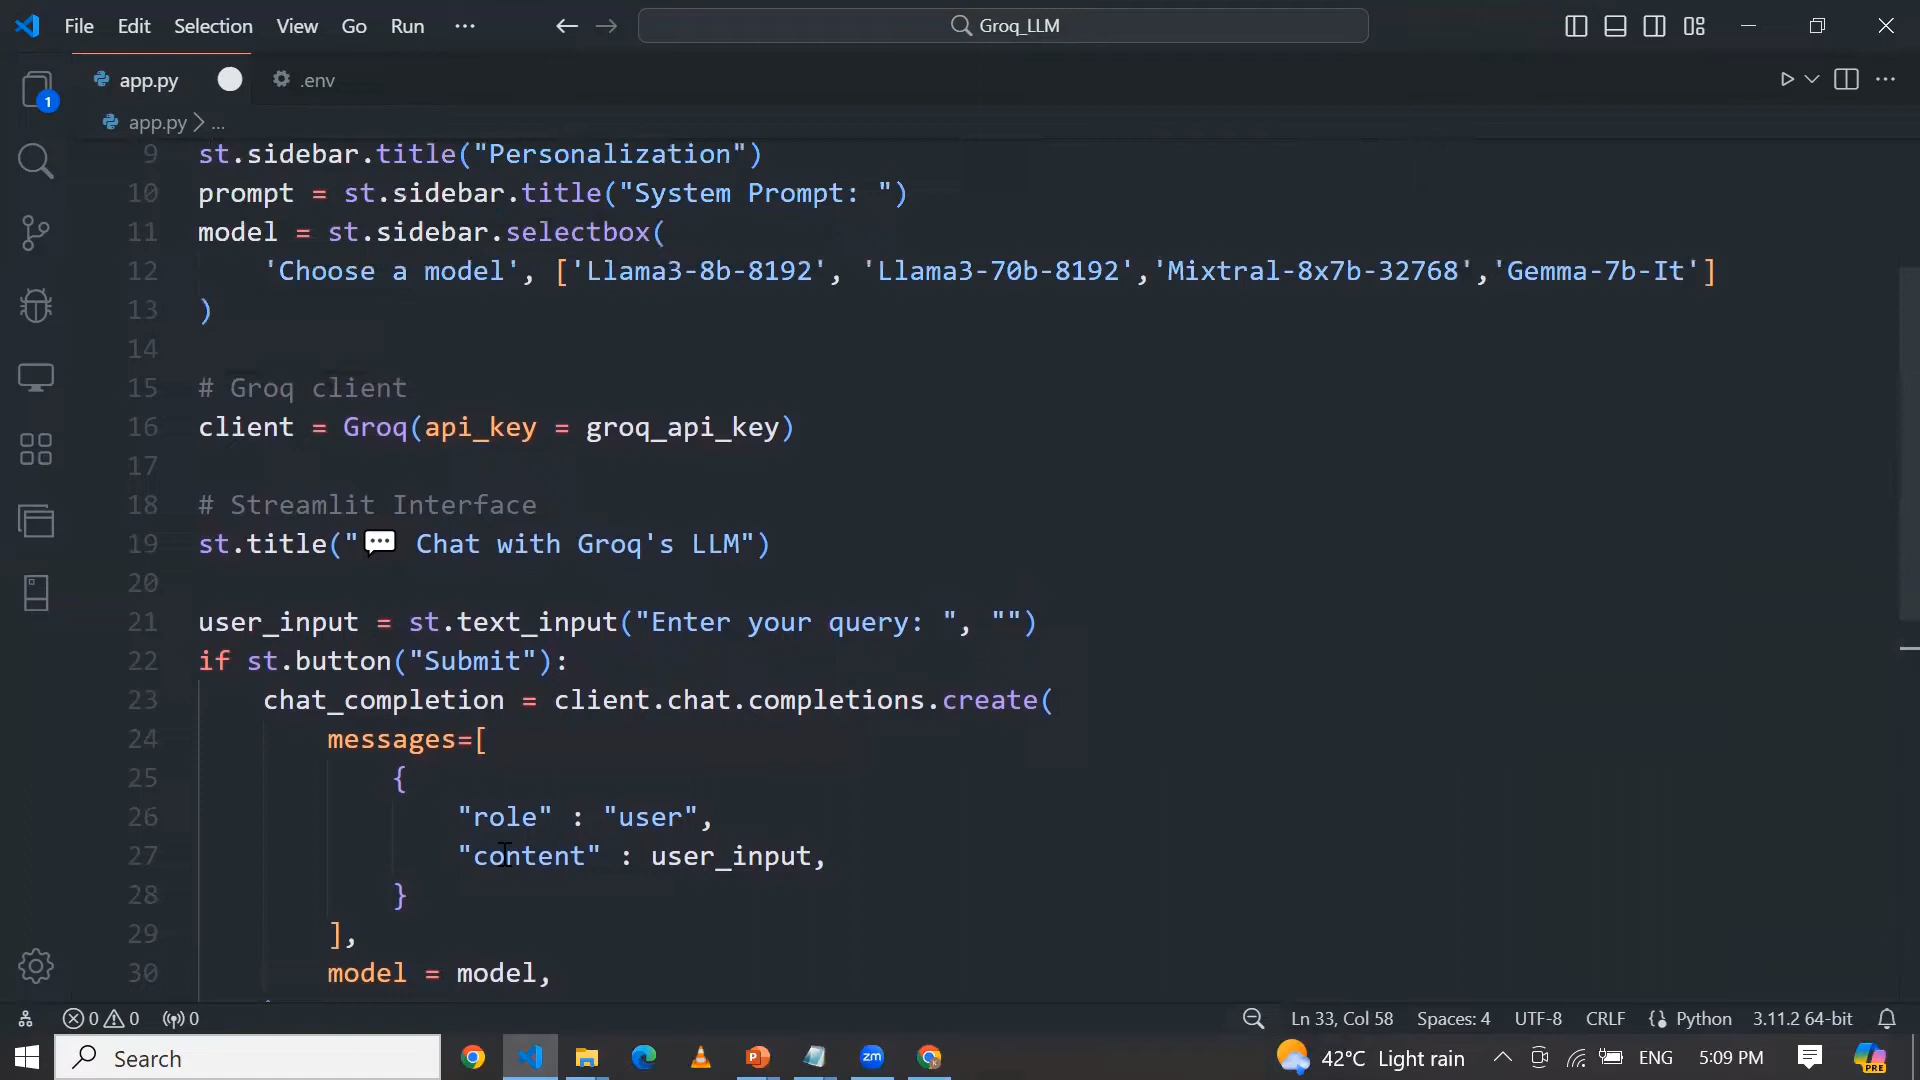 File Edit Selection View Go Run ...
Groq_LLM
app.py
.env
1
app.py > ...
9 st.sidebar.title("Personalization")
10 prompt = st.sidebar.title("System Prompt: ")
11 model = st.sidebar.selectbox(
12 'Choose a model', ['Llama3-8b-8192', 'Llama3-70b-8192','Mixtral-8x7b-32768','Gemma-7b-It']
13 )
14
15 # Groq client
16 client = Groq(api_key = groq_api_key)
17
18 # Streamlit Interface
19 st.title("💬 Chat with Groq's LLM")
20
21 user_input = st.text_input("Enter your query: ", "")
22 if st.button("Submit"):
23 chat_completion = client.chat.completions.create(
24 messages=[
25 {
26 "role" : "user",
27 "content" : user_input,
28 }
29 ],
30 model = model,
0 0 0 Ln 33, Col 58 Spaces: 4 UTF-8 CRLF Python 3.11.2 64-bit
Search zm 42°C Light rain ENG 5:09 PM PRE